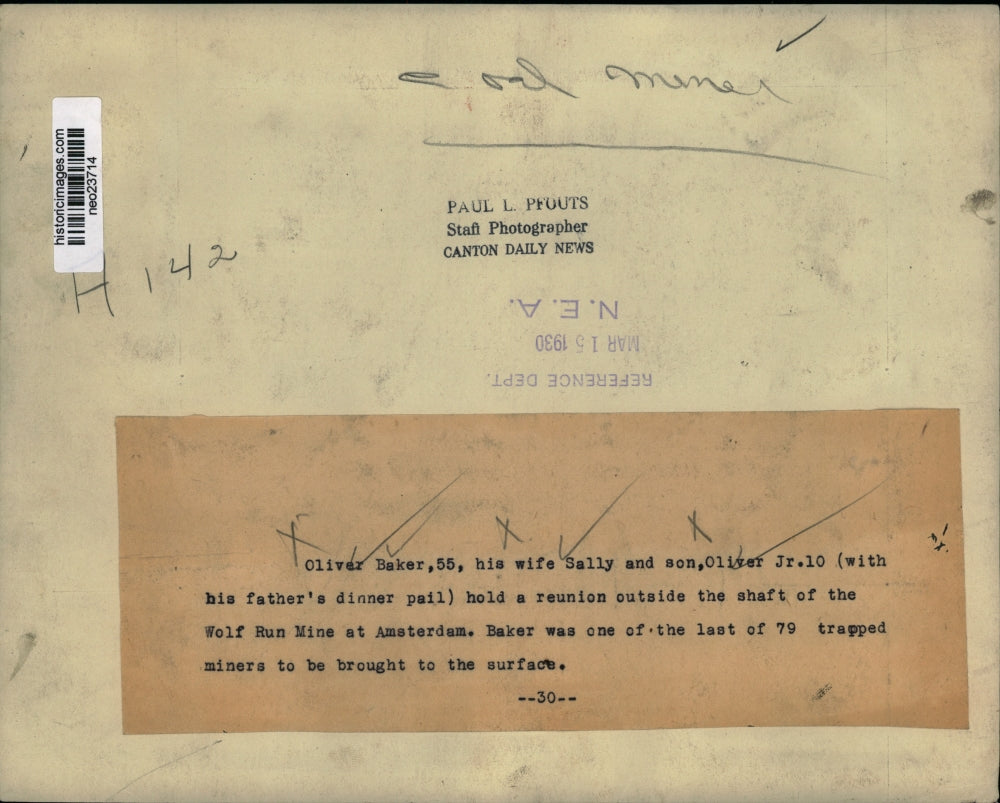 Coal miner
historicimages.com
neo23714
H 142
PAUL L. PFOUTS
Staff Photographer
CANTON DAILY NEWS
REFERENCE DEPT.
MAR 15 1930
N.E.A.
Oliver Baker,55, his wife Sally and son,Oliver Jr.10 (with
his father's dinner pail) hold a reunion outside the shaft of the
Wolf Run Mine at Amsterdam. Baker was one of the last of 79 trapped
miners to be brought to the surface.
--30--